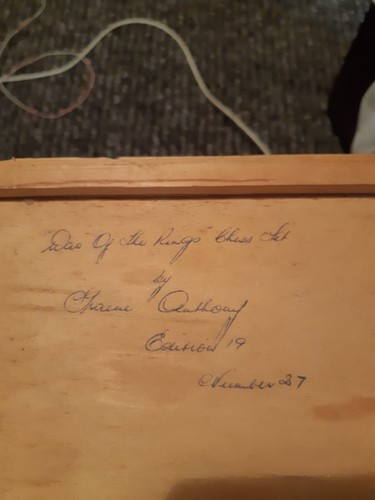 "War Of the Rings" Chess Set
by
Anthony
Edition 19
Number 27